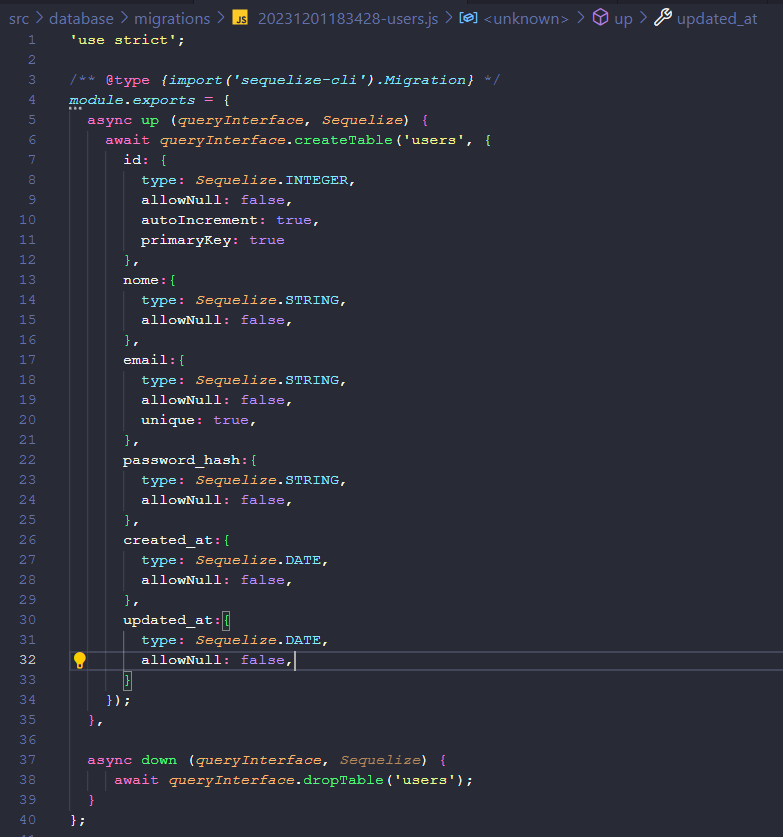 src > database > migrations > JS 20231201183428-users.js > <unknown> > up > updated_at
1 'use strict';
2
3 /** @type {import('sequelize-cli').Migration} */
4 module.exports = {
5   async up (queryInterface, Sequelize) {
6     await queryInterface.createTable('users', {
7       id: {
8         type: Sequelize.INTEGER,
9         allowNull: false,
10         autoIncrement: true,
11         primaryKey: true
12       },
13       nome:{
14         type: Sequelize.STRING,
15         allowNull: false,
16       },
17       email:{
18         type: Sequelize.STRING,
19         allowNull: false,
20         unique: true,
21       },
22       password_hash:{
23         type: Sequelize.STRING,
24         allowNull: false,
25       },
26       created_at:{
27         type: Sequelize.DATE,
28         allowNull: false,
29       },
30       updated_at:{
31         type: Sequelize.DATE,
32         allowNull: false,
33       }
34     });
35   },
36
37   async down (queryInterface, Sequelize) {
38      await queryInterface.dropTable('users');
39   }
40 };